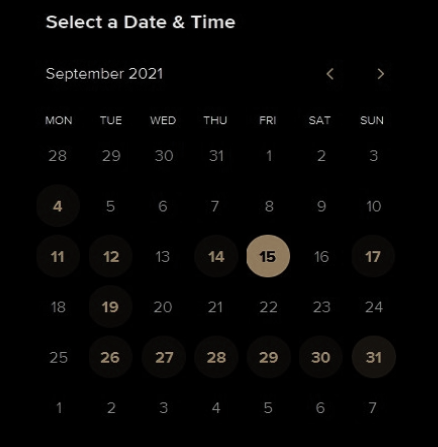 Select a Date & Time
September 2021
MON TUE WED THU FRI SAT SUN
28 29 30 31 1 2 3
4 5 6 7 8 9 10
11 12 13 14 15 16 17
18 19 20 21 22 23 24
25 26 27 28 29 30 31
1 2 3 4 5 6 7